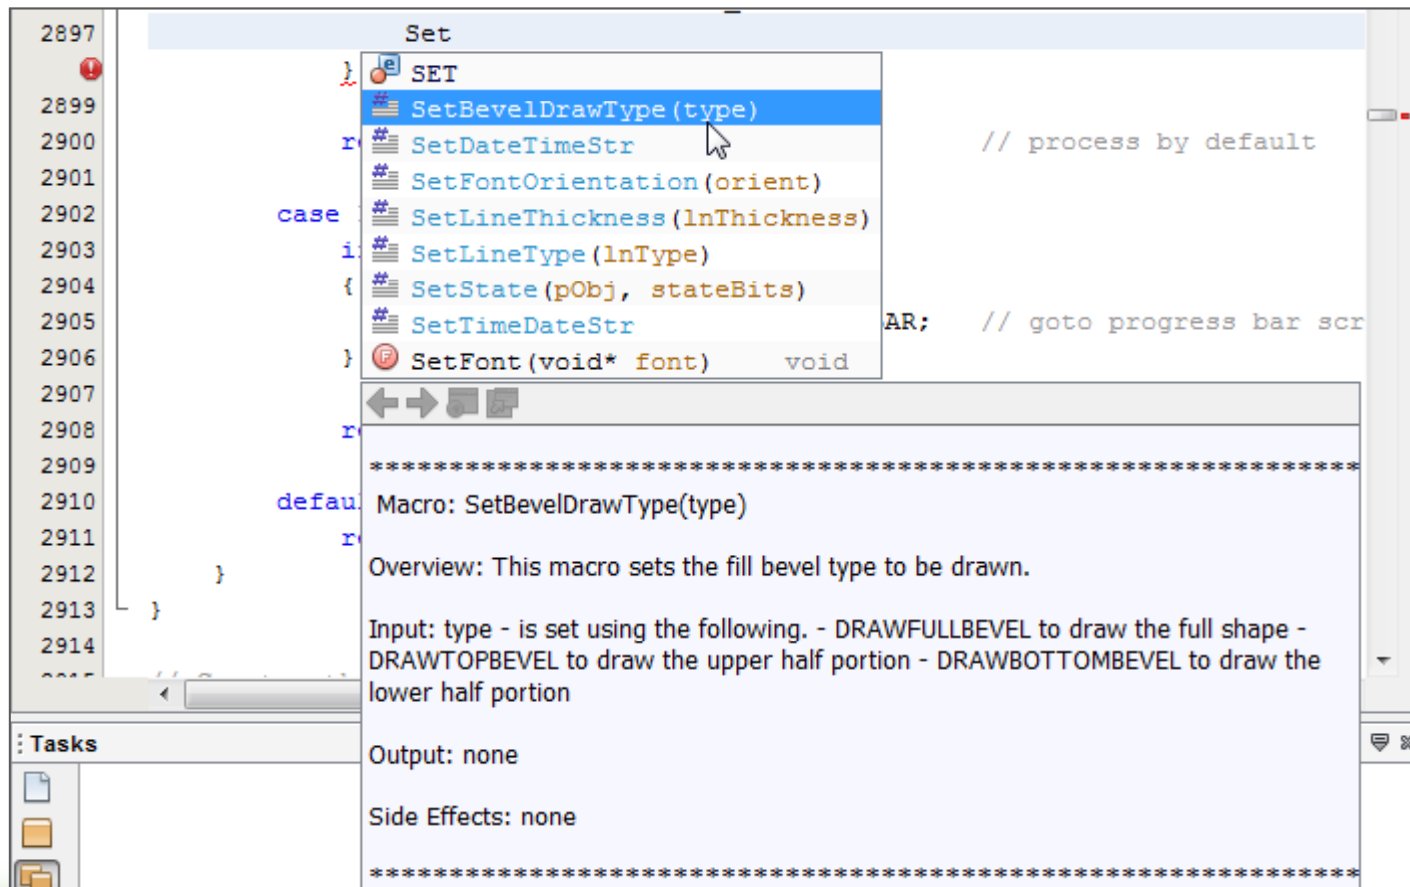 2897 Set
} SET
2899 SetBevelDrawType(type)
2900 re SetDateTimeStr // process by default
2901 SetFontOrientation(orient)
2902 case SetLineThickness(lnThickness)
2903 i SetLineType(lnType)
2904 { SetState(pObj, stateBits)
2905 SetTimeDateStr AR; // goto progress bar scr
2906 } SetFont(void* font) void
2907
2908 r
2909 **************************************************************
2910 defau Macro: SetBevelDrawType(type)
2911 r
2912 } Overview: This macro sets the fill bevel type to be drawn.
2913 }
2914 Input: type - is set using the following. - DRAWFULLBEVEL to draw the full shape -
DRAWTOPBEVEL to draw the upper half portion - DRAWBOTTOMBEVEL to draw the
lower half portion
Tasks
Output: none
Side Effects: none
**************************************************************